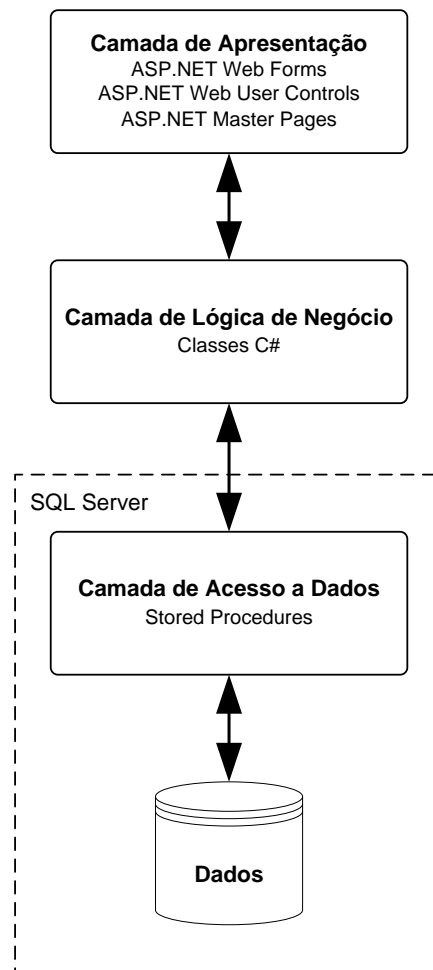 Camada de Apresentação
ASP.NET Web Forms
ASP.NET Web User Controls
ASP.NET Master Pages
Camada de Lógica de Negócio
Classes C#
SQL Server
Camada de Acesso a Dados
Stored Procedures
Dados